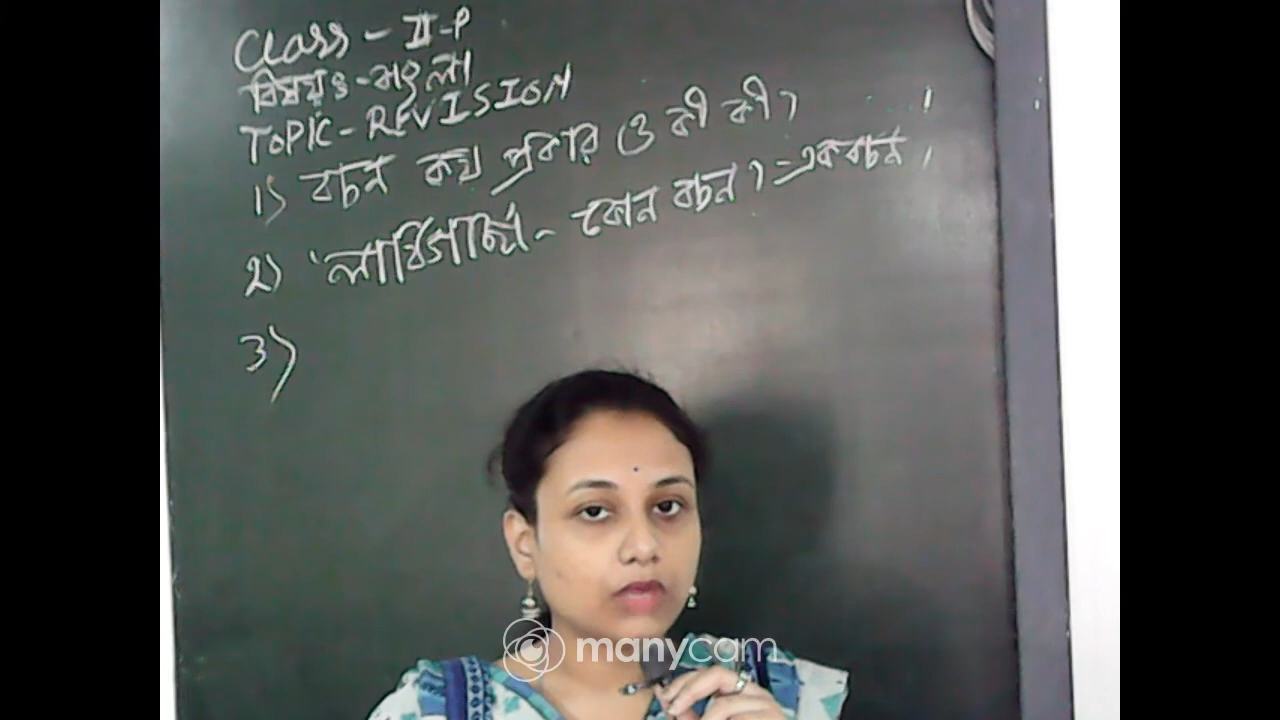 Class - II-P
বিষয়ঃ - বাংলা
TOPIC - REVISION
1) বচন কয় প্রকার ও কী কী?
2) - কোন বচন? - একবচন।
3)
manycam